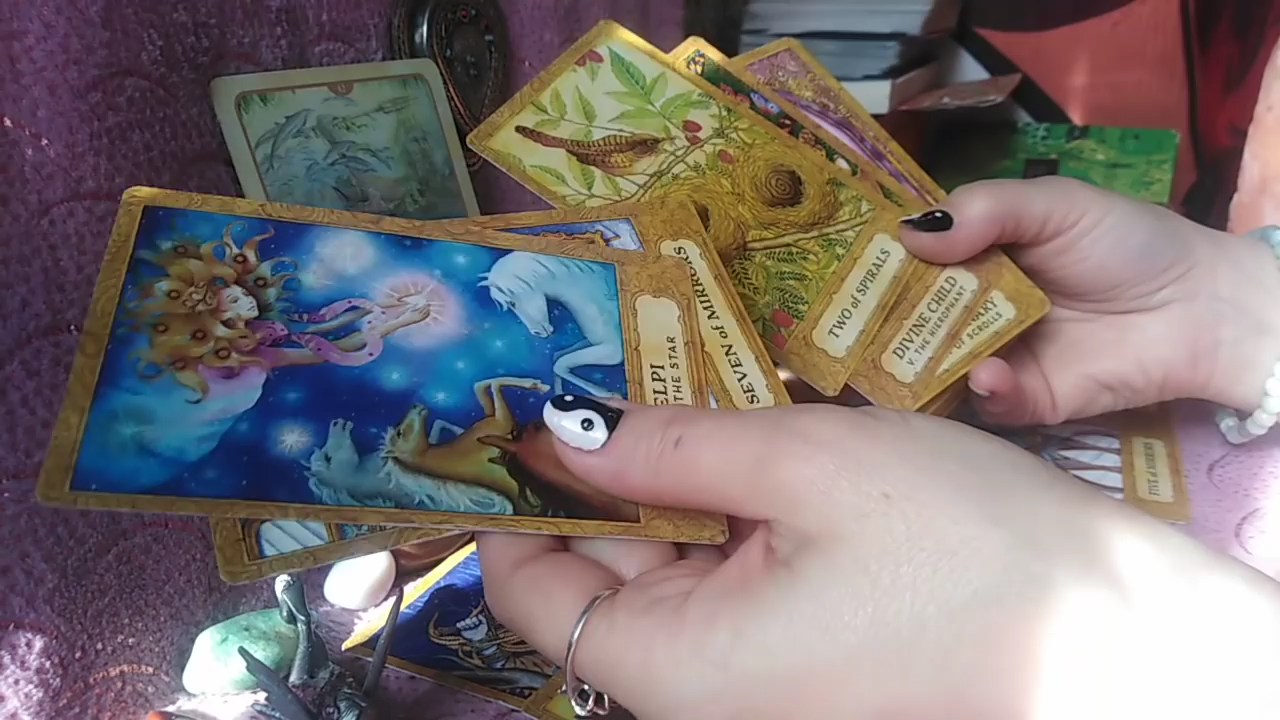 ELPI
THE STAR
SEVEN of MIRRORS
TWO of SPIRALS
DIVINE CHILD
V. THE HIEROPHANT
OF SCROLLS
FIVE of MIRRORS